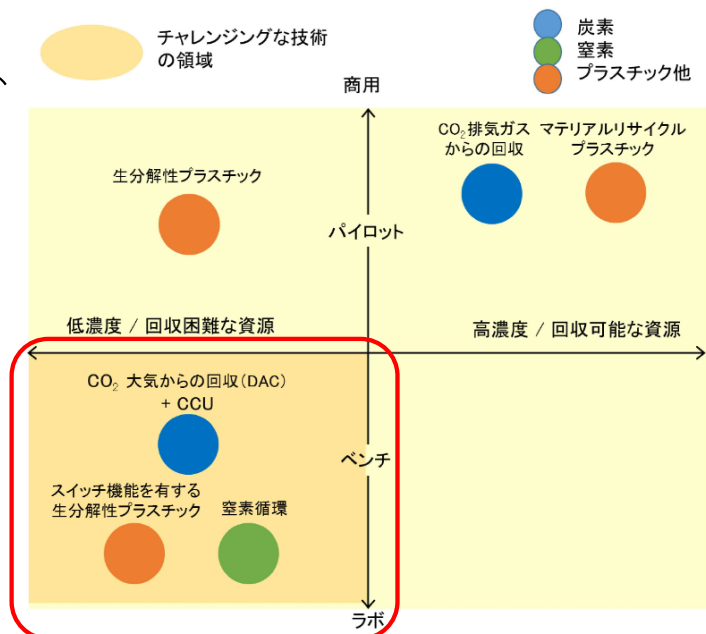 チャレンジングな技術
の領域
炭素
窒素
プラスチック他
、
商用
CO₂排気ガス
からの回収
マテリアルリサイクル
プラスチック
生分解性プラスチック
パイロット
低濃度 / 回収困難な資源
高濃度 / 回収可能な資源
CO₂ 大気からの回収(DAC)
+ CCU
ベンチ
スイッチ機能を有する
生分解性プラスチック
窒素循環
ラボ